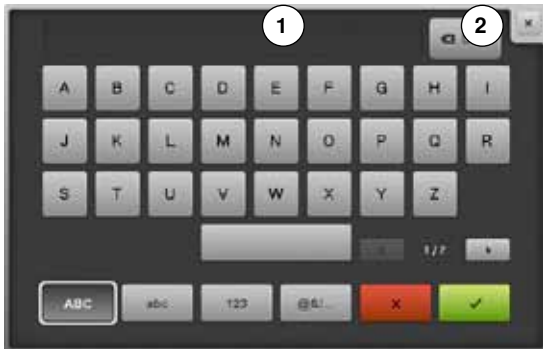 1 2 ×
A B C D E F G H I
J K L M N O P Q R
S T U V W X Y Z
1/7
ABC abc 123 @&!... × ✓